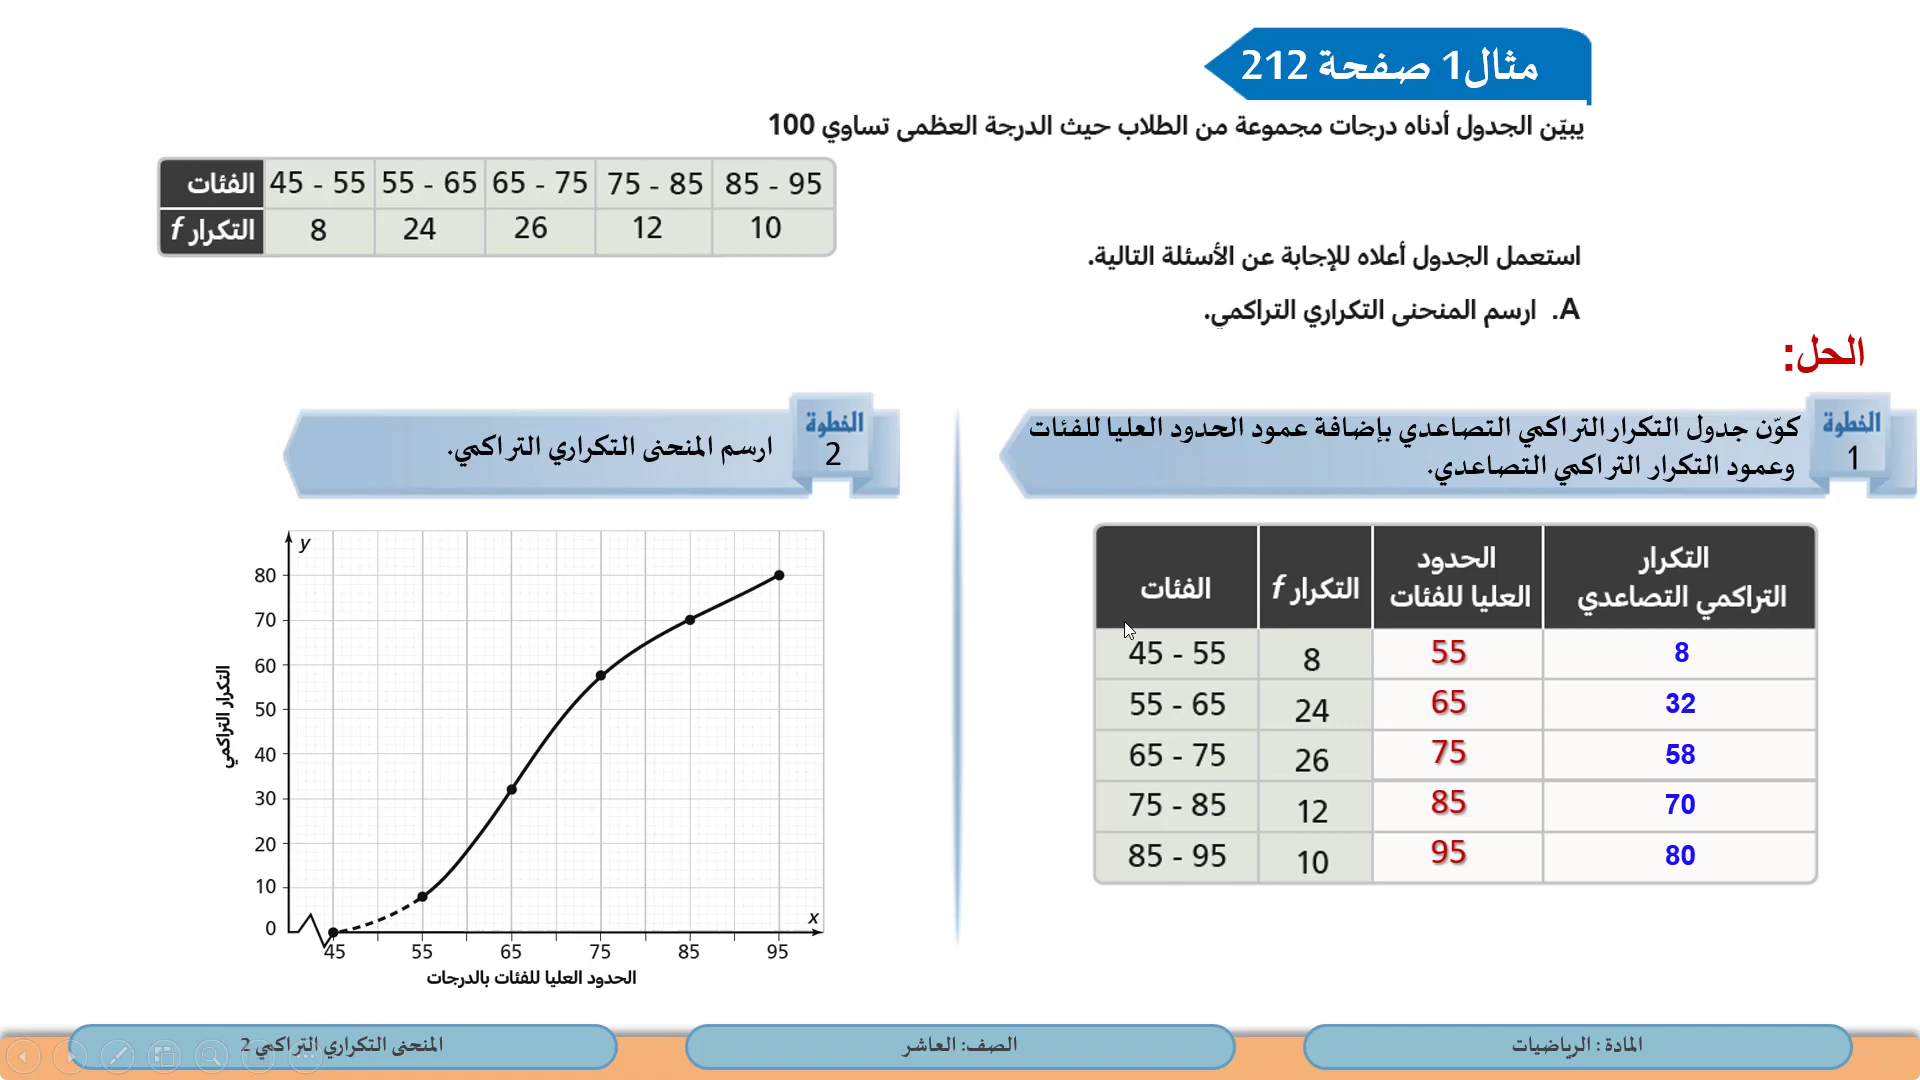 مثال1 صفحة 212
يبيّن الجدول أدناه درجات مجموعة من الطلاب حيث الدرجة العظمى تساوي 100
الفئات 45 - 55 55 - 65 65 - 75 75 - 85 85 - 95
التكرار f 8 24 26 12 10
استعمل الجدول أعلاه للإجابة عن الأسئلة التالية.
A. ارسم المنحنى التكراري التراكمي.
الحل:
الخطوة 1
كوّن جدول التكرار التراكمي التصاعدي بإضافة عمود الحدود العليا للفئات
وعمود التكرار التراكمي التصاعدي.
الفئات التكرار f الحدود العليا للفئات التكرار التراكمي التصاعدي
45 - 55 8 55 8
55 - 65 24 65 32
65 - 75 26 75 58
75 - 85 12 85 70
85 - 95 10 95 80
الخطوة 2
ارسم المنحنى التكراري التراكمي.
y
80
70
60
50
40
30
20
10
0
التكرار التراكمي
x
45 55 65 75 85 95
الحدود العليا للفئات بالدرجات
المادة : الرياضيات
الصف: العاشر
المنحنى التكراري التراكمي 2